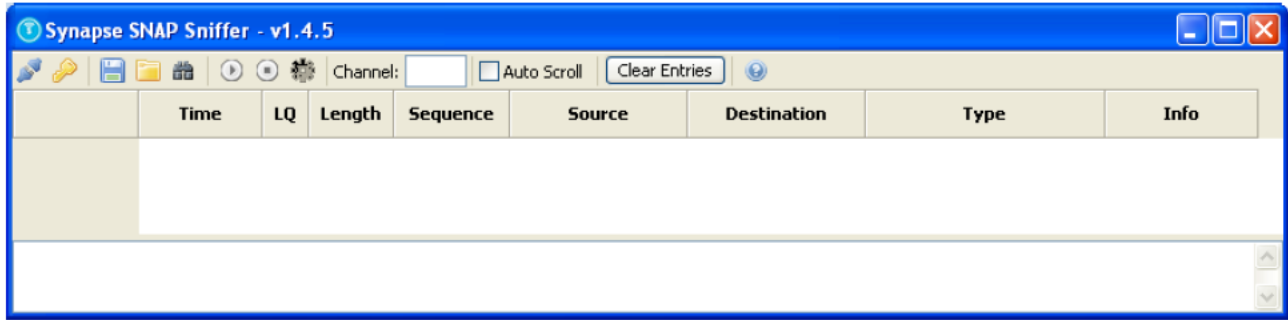 Synapse SNAP Sniffer - v1.4.5
Channel: Auto Scroll Clear Entries
Time LQ Length Sequence Source Destination Type Info